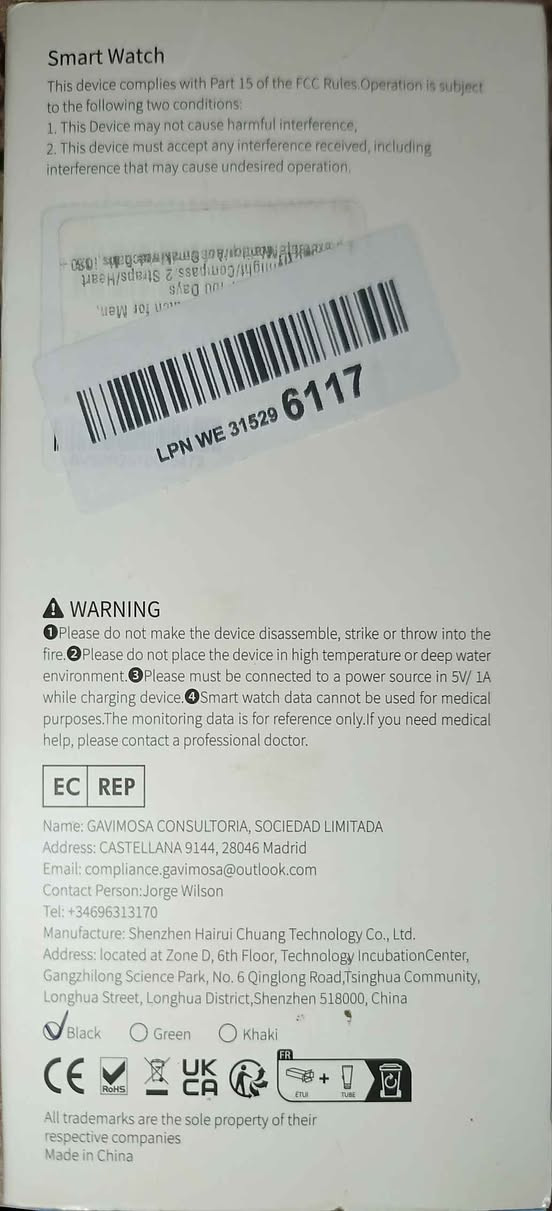 Smart Watch
This device complies with Part 15 of the FCC Rules.Operation is subject
to the following two conditions:
1. This Device may not cause harmful interference,
2. This device must accept any interference received, including
interference that may cause undesired operation.
/Compass, 2 Straps/Heart
Days
for Men,
LPN WE 31529 6117
WARNING
❶Please do not make the device disassemble, strike or throw into the
fire.❷Please do not place the device in high temperature or deep water
environment.❸Please must be connected to a power source in 5V/ 1A
while charging device.❹Smart watch data cannot be used for medical
purposes.The monitoring data is for reference only.If you need medical
help, please contact a professional doctor.
EC REP
Name: GAVIMOSA CONSULTORIA, SOCIEDAD LIMITADA
Address: CASTELLANA 9144, 28046 Madrid
Email: compliance.gavimosa@outlook.com
Contact Person:Jorge Wilson
Tel: +34696313170
Manufacture: Shenzhen Hairui Chuang Technology Co., Ltd.
Address: located at Zone D, 6th Floor, Technology IncubationCenter,
Gangzhilong Science Park, No. 6 Qinglong Road,Tsinghua Community,
Longhua Street, Longhua District,Shenzhen 518000, China
Black Green Khaki
CE RoHS UK CA FR ÉTUI + TUBE
All trademarks are the sole property of their
respective companies
Made in China